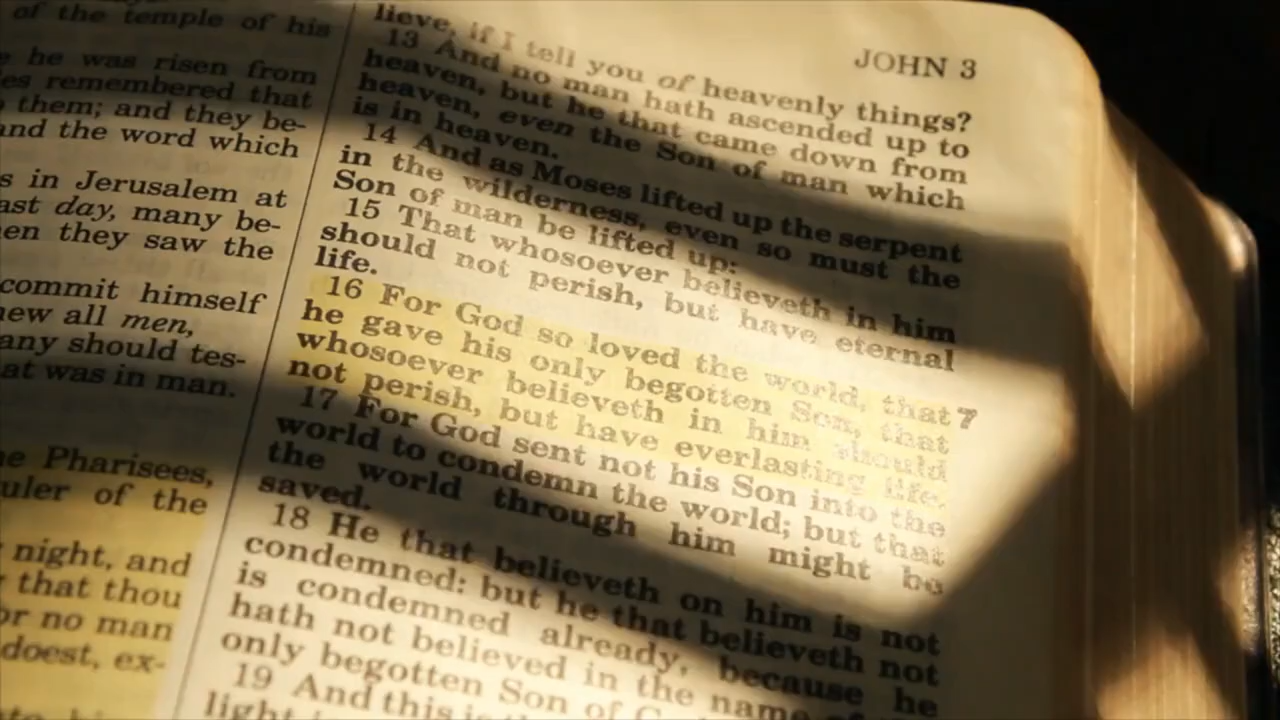 of the temple of his
he was risen from
remembered that
them; and they be-
and the word which
in Jerusalem at
day, many be-
they saw the
commit himself
all men,
any should tes-
at was in man.
Pharisees,
of the
night, and
that thou
no man
doest, ex-
JOHN 3
lieve, if I tell you of heavenly things?
13 And no man hath ascended up to
heaven, but he that came down from
heaven, even the Son of man which
is in heaven.
14 And as Moses lifted up the serpent
in the wilderness, even so must the
Son of man be lifted up:
15 That whosoever believeth in him
should not perish, but have eternal
life.
16 For God so loved the world, that
he gave his only begotten Son, that
whosoever believeth in him should
not perish, but have everlasting life.
17 For God sent not his Son into the
world to condemn the world; but that
the world through him might be
saved.
18 He that believeth on him is not
condemned: but he that believeth not
is condemned already, because he
hath not believed in the name of
only begotten Son of
19 And this is
light
7